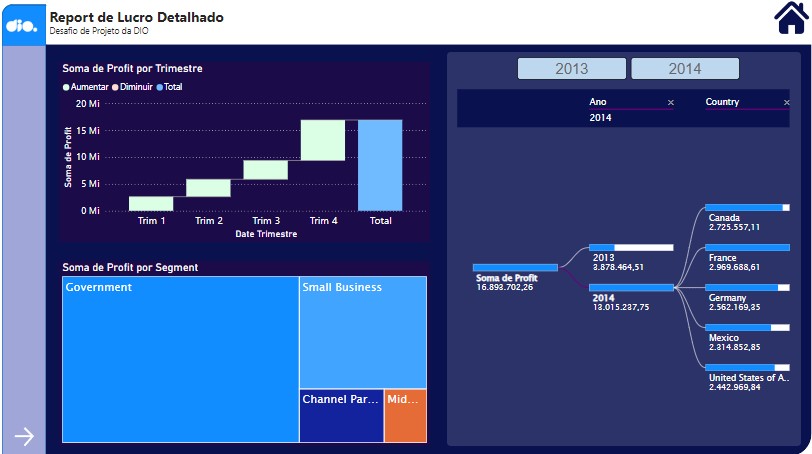 dio.
Report de Lucro Detalhado
Desafio de Projeto da DIO
Soma de Profit por Trimestre
Aumentar Diminuir Total
20 Mi
15 Mi
10 Mi
5 Mi
0 Mi
Soma de Profit
Trim 1 Trim 2 Trim 3 Trim 4 Total
Date Trimestre
Soma de Profit por Segment
Government
Small Business
Channel Par...
Mid...
2013 2014
Ano × Country ×
2014
Soma de Profit
16.893.702,26
2013
3.878.464,51
2014
13.015.237,75
Canada
2.725.557,11
France
2.969.688,61
Germany
2.562.169,35
Mexico
2.314.852,85
United States of A..
2.442.969,84